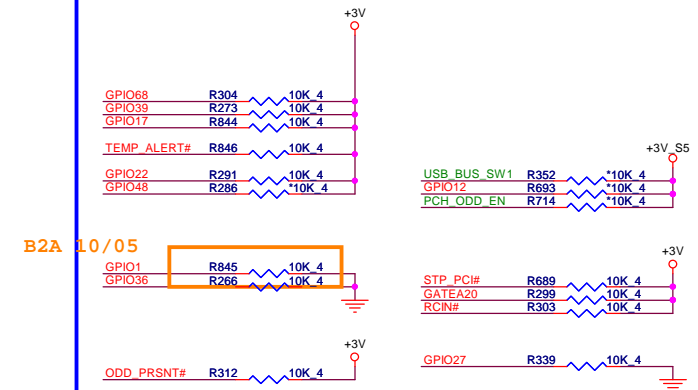 +3V
GPIO68 R304 10K_4
GPIO39 R273 10K_4
GPIO17 R844 10K_4
TEMP_ALERT# R846 10K_4
GPIO22 R291 10K_4
GPIO48 R286 *10K_4
+3V_S5
USB_BUS_SW1 R352 *10K_4
GPIO12 R693 *10K_4
PCH_ODD_EN R714 *10K_4
B2A 10/05
GPIO1 R845 10K_4
GPIO36 R266 10K_4
+3V
STP_PCI# R689 10K_4
GATEA20 R299 10K_4
RCIN# R303 10K_4
+3V
ODD_PRSNT# R312 10K_4
GPIO27 R339 10K_4